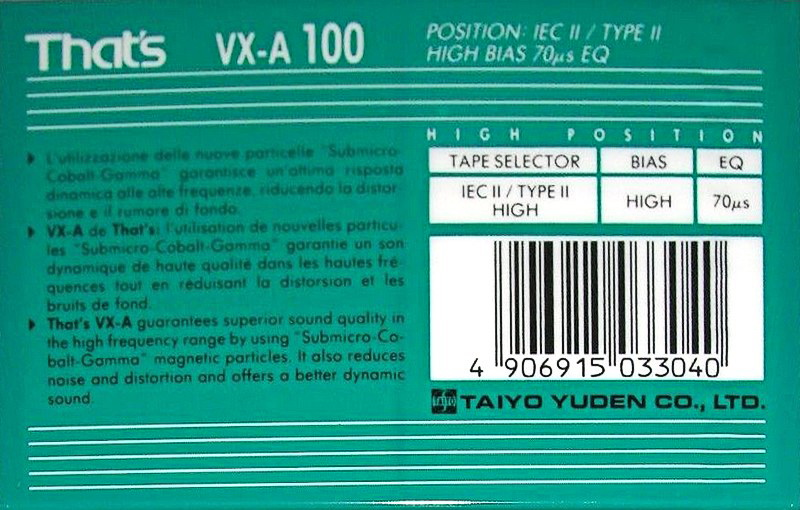 That's VX-A 100
POSITION: IEC II / TYPE II
HIGH BIAS 70μs EQ
HIGH POSITION
TAPE SELECTOR BIAS EQ
IEC II / TYPE II
HIGH HIGH 70μs
L'utilizzazione delle nuove particelle "Submicro-
Cobalt-Gamma" garantisce un'ottima risposta
dinamica alle alte frequenze, riducendo la distor-
sione e il rumore di fondo.
VX-A de That's: l'utilisation de nouvelles particu-
les "Submicro-Cobalt-Gamma" garantie un son
dynamique de haute qualité dans les hautes fré-
quences tout en réduisant la distorsion et les
bruits de fond.
That's VX-A guarantees superior sound quality in
the high frequency range by using "Submicro-Co-
balt-Gamma" magnetic particles. It also reduces
noise and distortion and offers a better dynamic
sound.
4 906915 033040
TAIYO YUDEN CO., LTD.